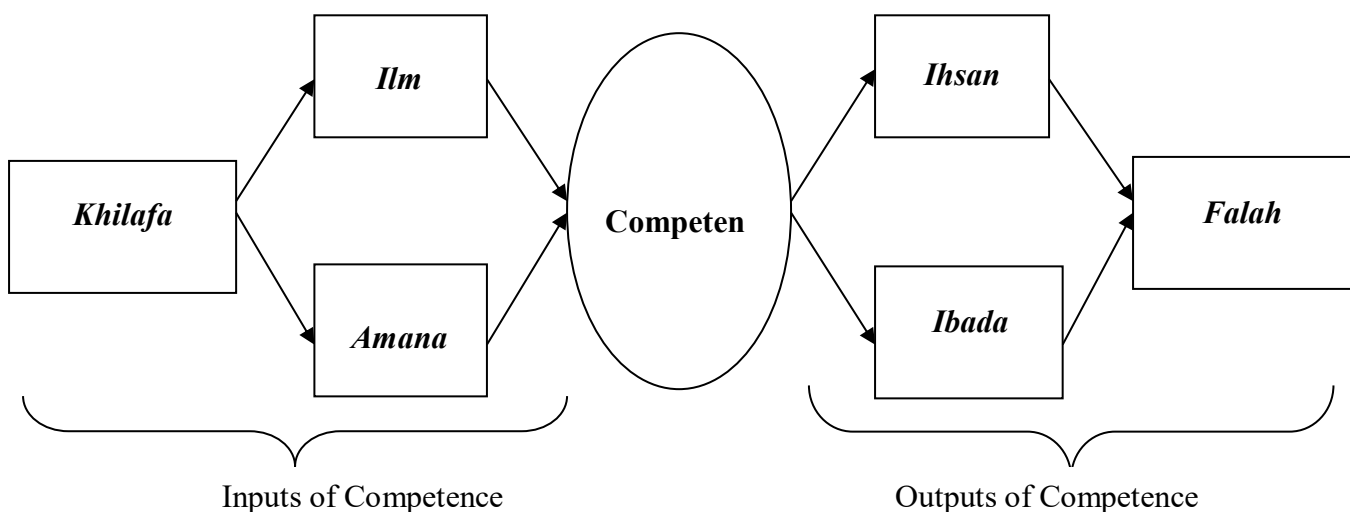 Ilm
Ihsan
Khilafa
Competen
Falah
Amana
Ibada
Inputs of Competence
Outputs of Competence